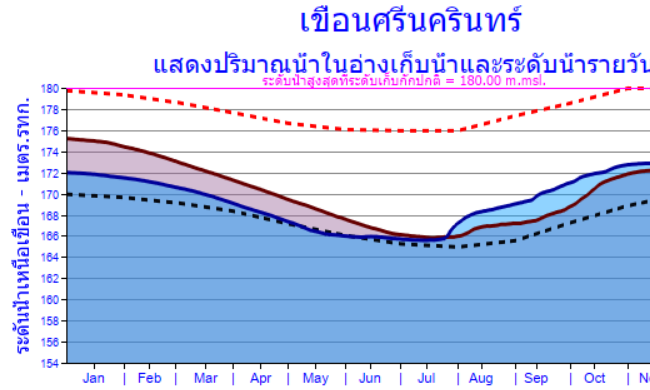 เขื่อนศรีนครินทร์
แสดงปริมาณน้ำในอ่างเก็บน้ำและระดับน้ำรายวัน
ระดับน้ำสูงสุดที่ระดับเก็บกักปกติ = 180.00 m.msl.
ระดับน้ำเหนือเขื่อน - เมตร.รทก.
180
178
176
174
172
170
168
166
164
162
160
158
156
154
Jan | Feb | Mar | Apr | May | Jun | Jul | Aug | Sep | Oct | No